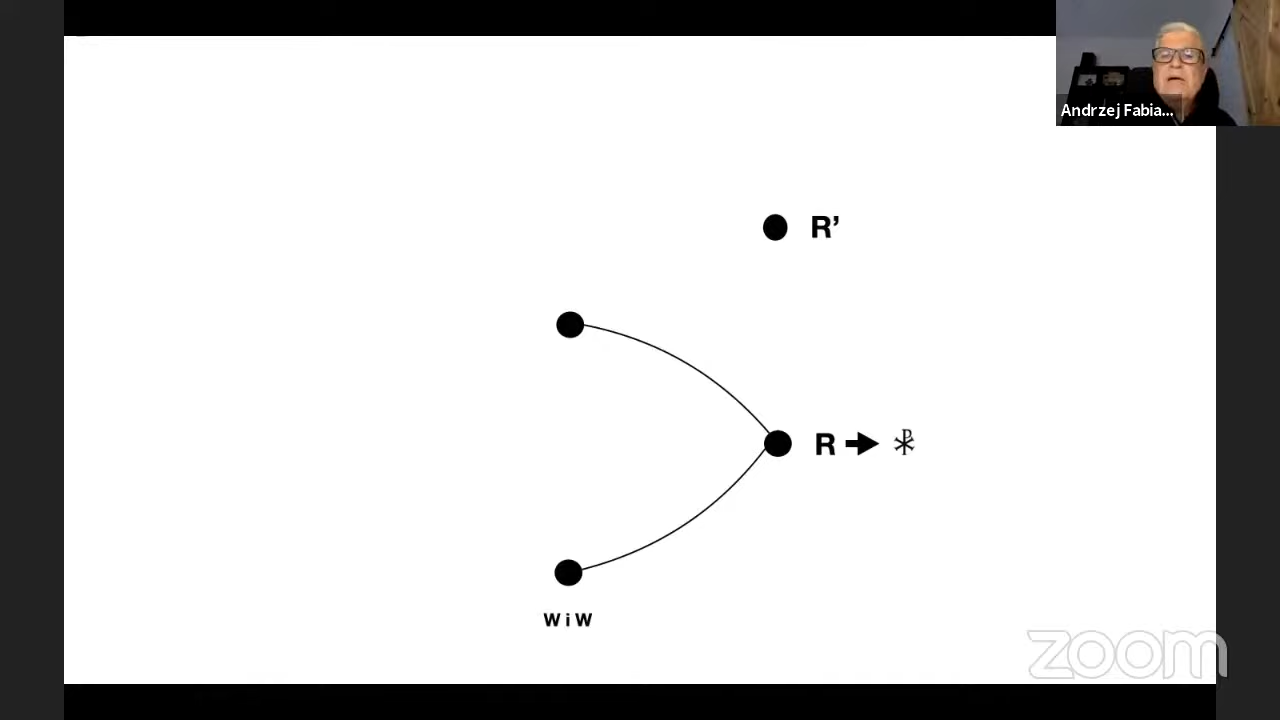 Andrzej Fabia...
R’
R ➡ ☧
W i W
zoom